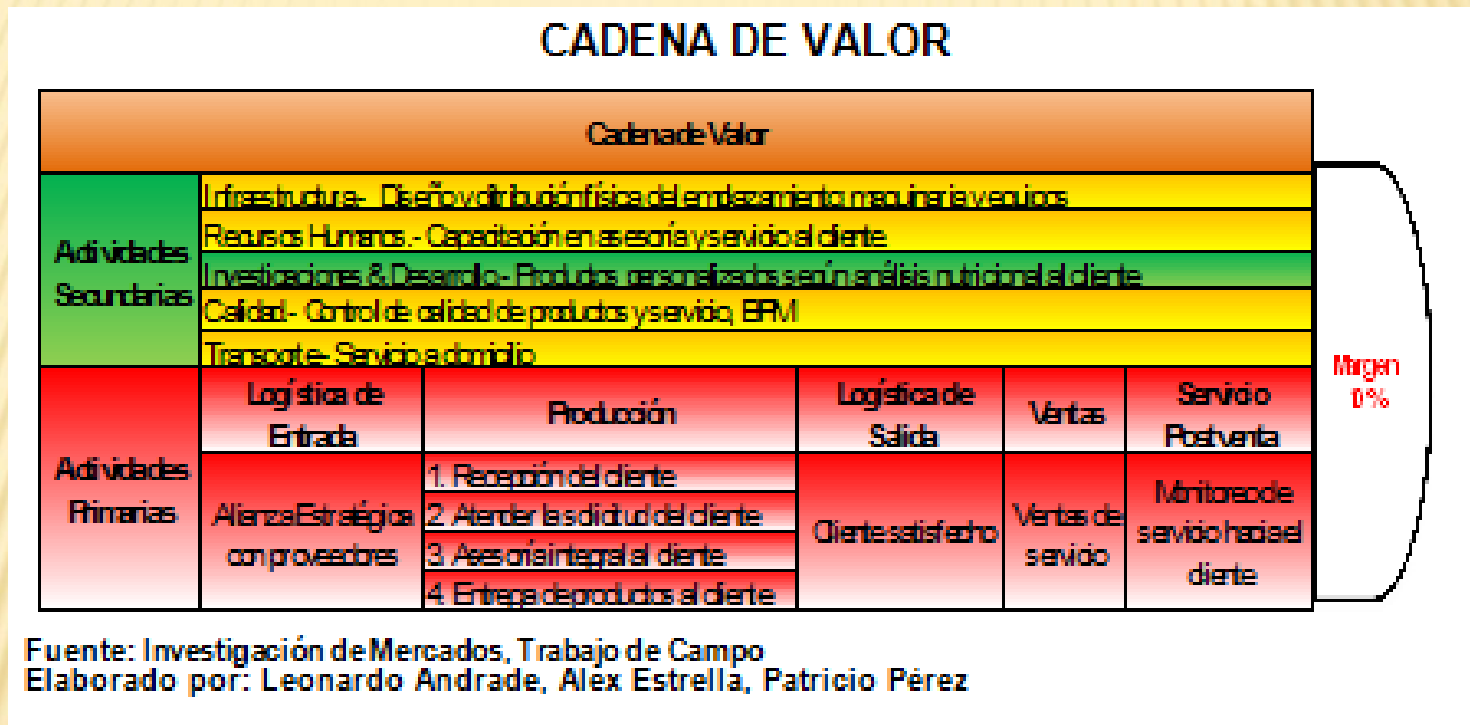 CADENA DE VALOR
Cadena de Valor
Actividades
Secundarias
Infraestructura.- Diseño y ditribución física del emplazamiento maquinaria y equipos
Recursos Humanos.- Capacitación en asesoría y servicio al cliente
Investigaciones & Desarrollo.- Productos personalizados según análisis nutricional al cliente
Calidad.- Control de calidad de productos y servicio,
Transporte.- Servicio a domicilio
Actividades
Primarias
Logística de
Entrada
Producción
Logística de
Salida
Ventas
Servicio
Postventa
Alianza Estratégica
con proveedores
1. Recepción del cliente
2. Atender la solicitud del cliente
3. Asesoría integral al cliente
4. Entrega de productos al cliente
Cliente satisfecho
Ventas de
servicio
Monitoreo de
servicio hacia el
cliente
Margen
Fuente: Investigación de Mercados, Trabajo de Campo
Elaborado por: Leonardo Andrade, Alex Estrella, Patricio Pérez